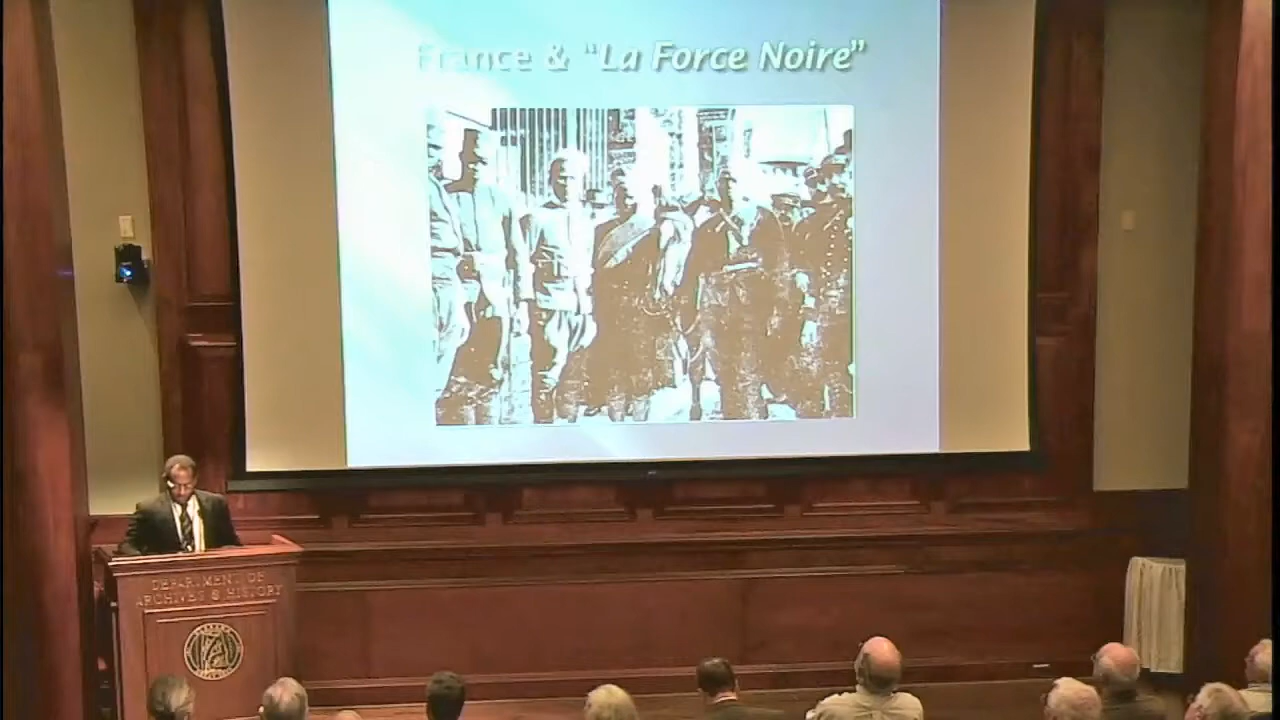 France & "La Force Noire"
DEPARTMENT OF
ARCHIVES & HISTORY